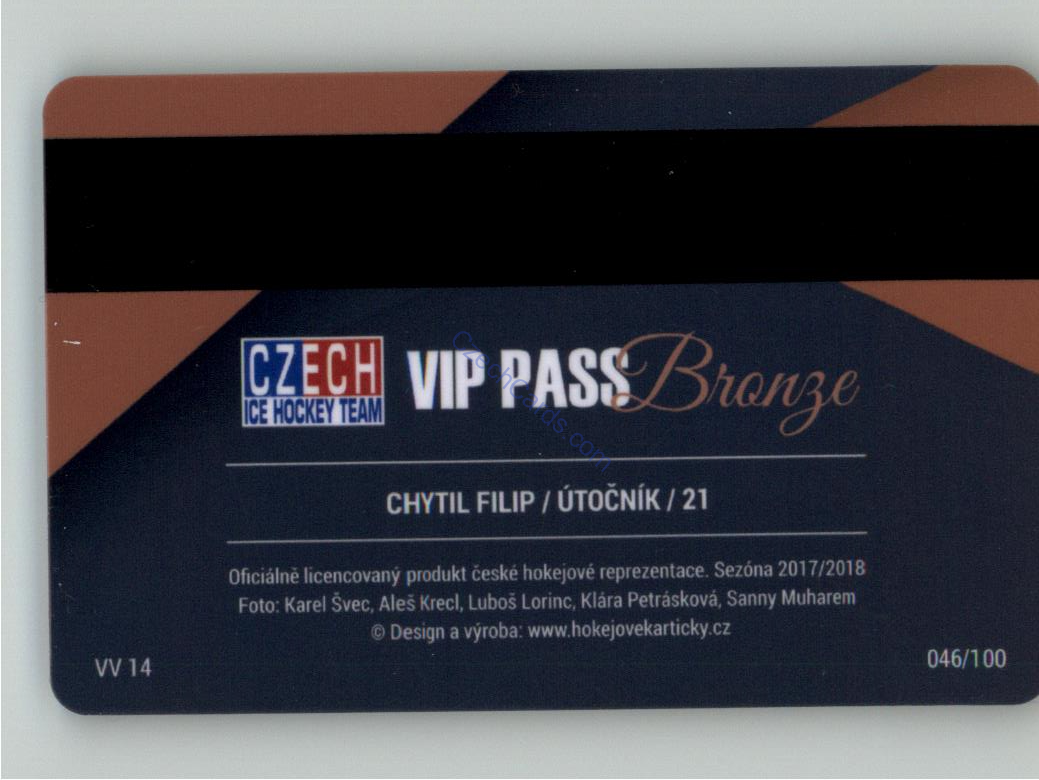 CZECH
ICE HOCKEY TEAM
VIP PASS Bronze
CzechCards.com
CHYTIL FILIP / ÚTOČNÍK / 21
Oficiálně licencovaný produkt české hokejové reprezentace. Sezóna 2017/2018
Foto: Karel Švec, Aleš Krecl, Luboš Lorinc, Klára Petrásková, Sanny Muharem
© Design a výroba: www.hokejovekarticky.cz
VV 14
046/100